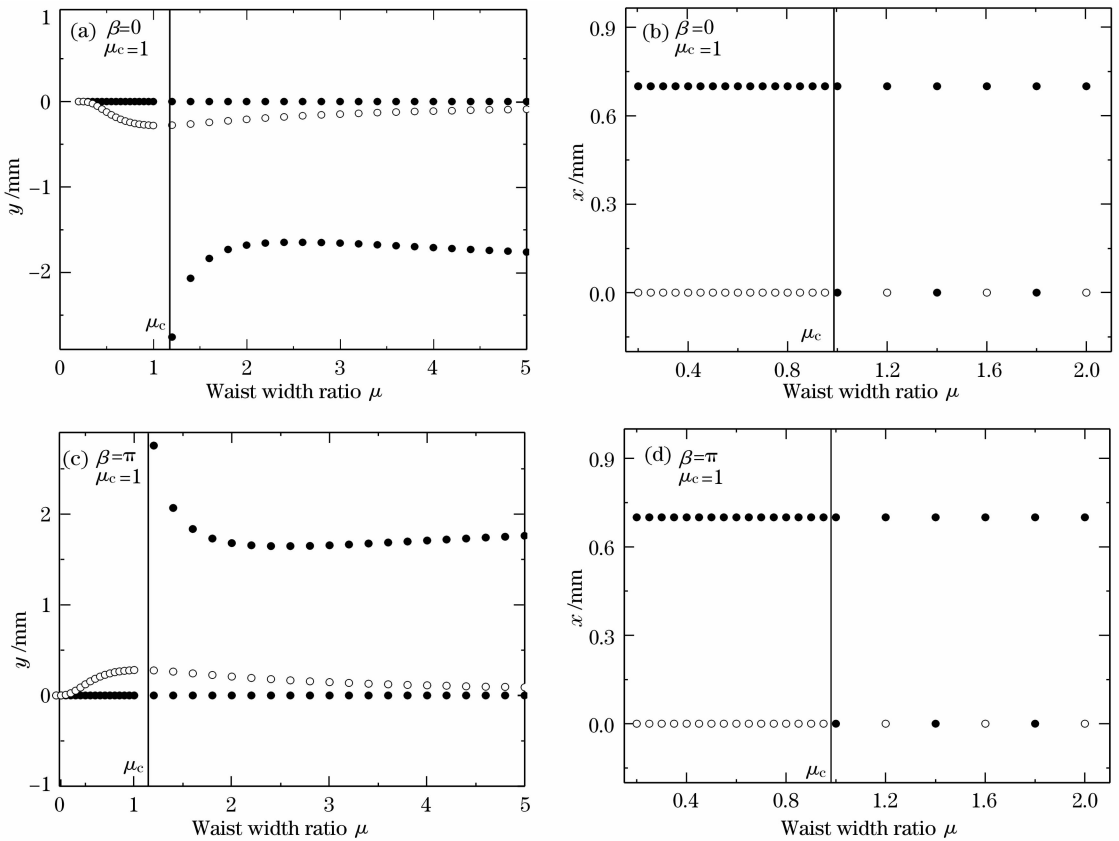 (a) β=0
μc=1
1
0
−1
−2
y /mm
μc
0 1 2 3 4 5
Waist width ratio μ
(b) β=0
μc=1
0.9
0.6
0.3
0.0
x /mm
μc
0.4 0.8 1.2 1.6 2.0
Waist width ratio μ
(c) β=π
μc=1
2
1
0
−1
y /mm
μc
0 1 2 3 4 5
Waist width ratio μ
(d) β=π
μc=1
0.9
0.6
0.3
0.0
x /mm
μc
0.4 0.8 1.2 1.6 2.0
Waist width ratio μ